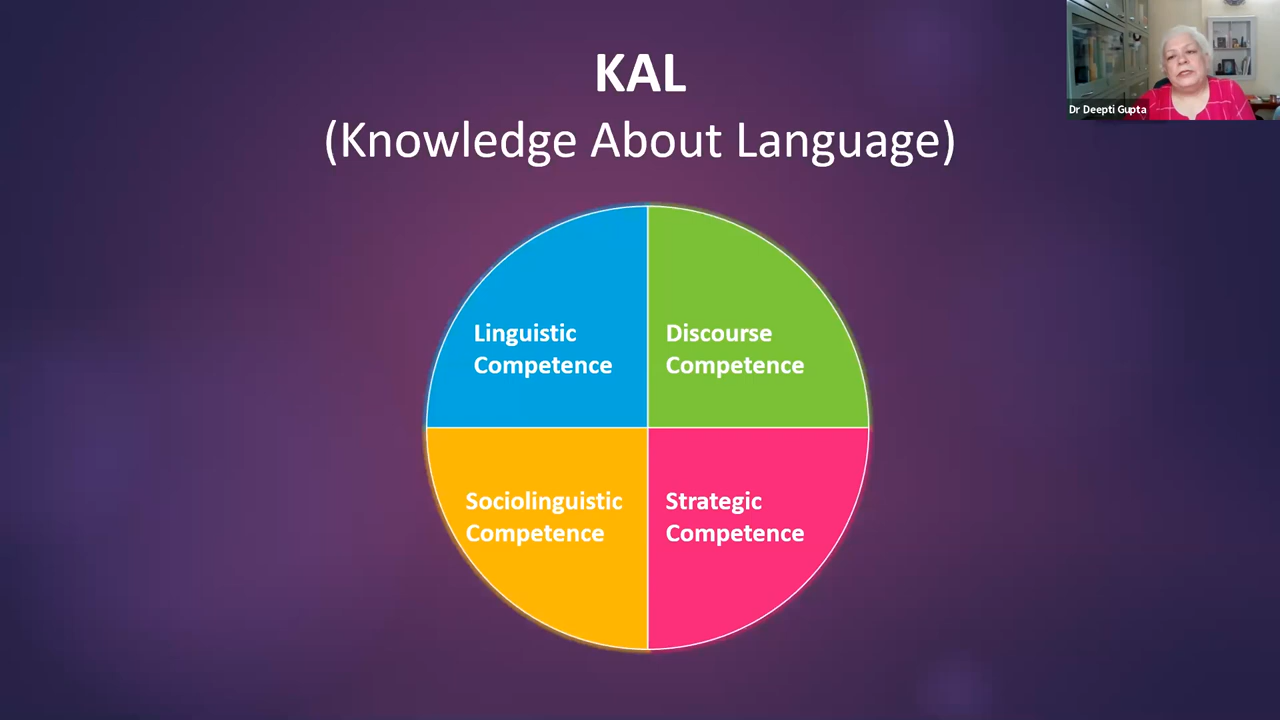 KAL
(Knowledge About Language)
Dr Deepti Gupta
Linguistic
Competence
Discourse
Competence
Sociolinguistic
Competence
Strategic
Competence